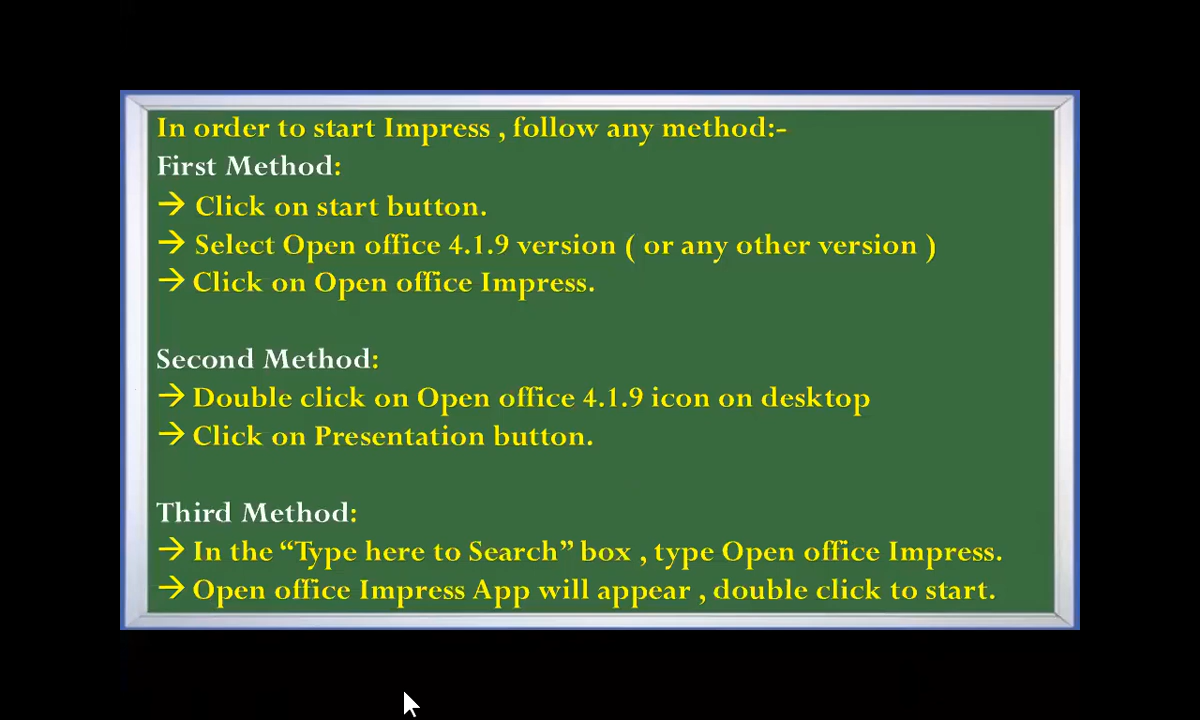 In order to start Impress , follow any method:-
First Method:
→ Click on start button.
→ Select Open office 4.1.9 version ( or any other version )
→ Click on Open office Impress.
Second Method:
→ Double click on Open office 4.1.9 icon on desktop
→ Click on Presentation button.
Third Method:
→ In the “Type here to Search” box , type Open office Impress.
→ Open office Impress App will appear , double click to start.